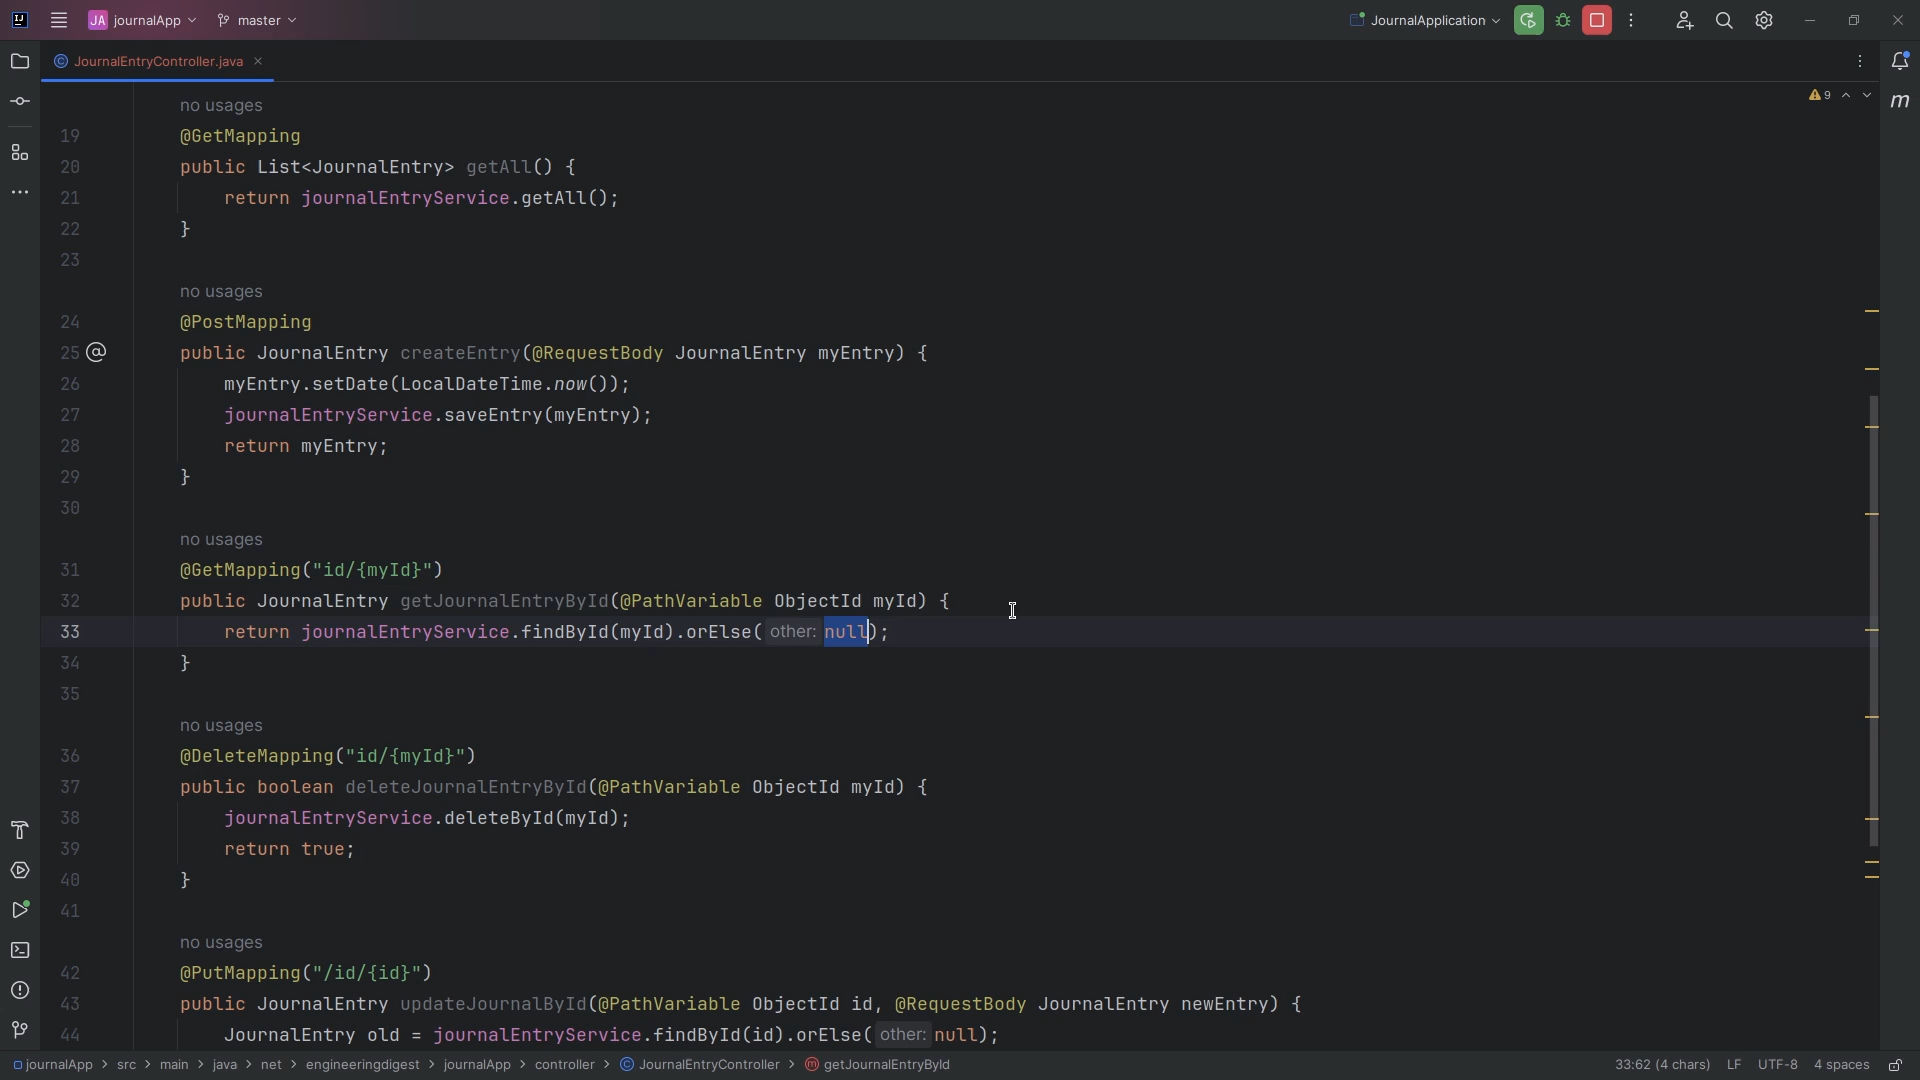 JA journalApp master JournalApplication
JournalEntryController.java
9
no usages
19 @GetMapping
20 public List<JournalEntry> getAll() {
21 return journalEntryService.getAll();
22 }
23
no usages
24 @PostMapping
25 public JournalEntry createEntry(@RequestBody JournalEntry myEntry) {
26 myEntry.setDate(LocalDateTime.now());
27 journalEntryService.saveEntry(myEntry);
28 return myEntry;
29 }
30
no usages
31 @GetMapping("id/{myId}")
32 public JournalEntry getJournalEntryById(@PathVariable ObjectId myId) {
33 return journalEntryService.findById(myId).orElse( other: null);
34 }
35
no usages
36 @DeleteMapping("id/{myId}")
37 public boolean deleteJournalEntryById(@PathVariable ObjectId myId) {
38 journalEntryService.deleteById(myId);
39 return true;
40 }
41
no usages
42 @PutMapping("/id/{id}")
43 public JournalEntry updateJournalById(@PathVariable ObjectId id, @RequestBody JournalEntry newEntry) {
44 JournalEntry old = journalEntryService.findById(id).orElse( other: null);
journalApp > src > main > java > net > engineeringdigest > journalApp > controller > JournalEntryController > getJournalEntryById 33:62 (4 chars) LF UTF-8 4 spaces